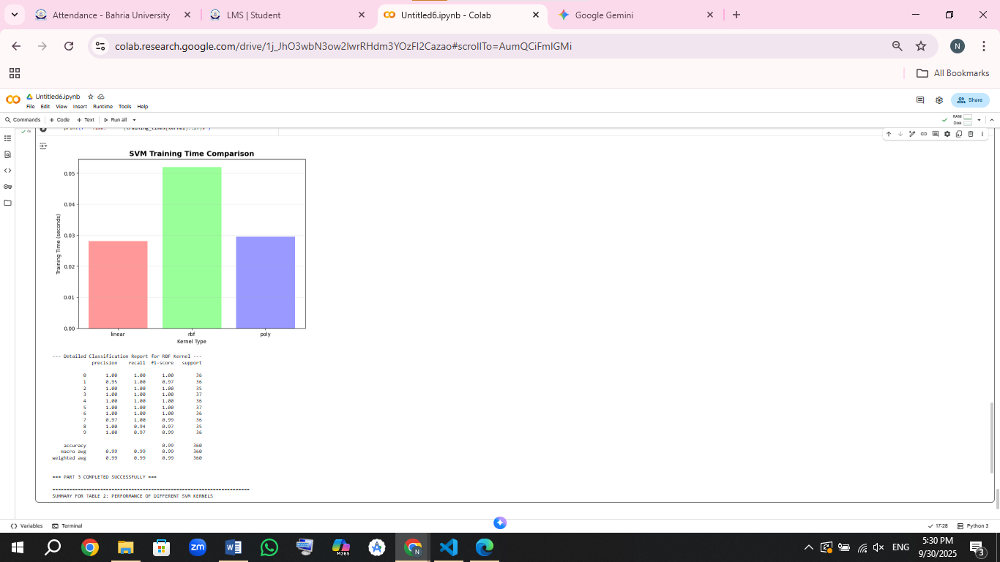 Attendance - Bahria University
LMS | Student
Untitled6.ipynb - Colab
Google Gemini
colab.research.google.com/drive/1j_JhO3wbN3ow2IwrRHdm3YOzFI2Cazao#scrollTo=AumQCiFmIGMi
N
All Bookmarks
Untitled6.ipynb
File Edit View Insert Runtime Tools Help
Share
Commands + Code + Text Run all
RAM
Disk
4s
SVM Training Time Comparison
0.05
0.04
0.03
0.02
0.01
0.00
Training Time (seconds)
linear rbf poly
Kernel Type
--- Detailed Classification Report for RBF Kernel ---
precision recall f1-score support
0 1.00 1.00 1.00 36
1 0.95 1.00 0.97 36
2 1.00 1.00 1.00 35
3 1.00 1.00 1.00 37
4 1.00 1.00 1.00 36
5 1.00 1.00 1.00 37
6 1.00 1.00 1.00 36
7 0.97 1.00 0.99 36
8 1.00 0.94 0.97 35
9 1.00 0.97 0.99 36
accuracy 0.99 360
macro avg 0.99 0.99 0.99 360
weighted avg 0.99 0.99 0.99 360
=== PART 3 COMPLETED SUCCESSFULLY ===
======================================================================
SUMMARY FOR TABLE 2: PERFORMANCE OF DIFFERENT SVM KERNELS
Variables Terminal
17-28 Python 3
zm
M365
N
ENG
5:30 PM
9/30/2025
3